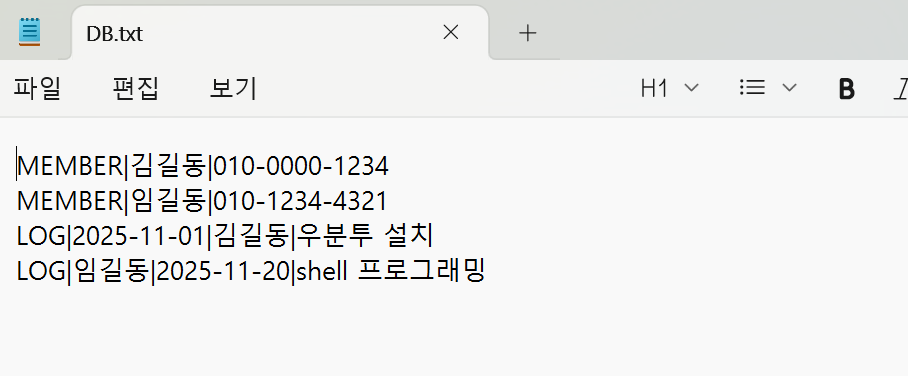 DB.txt
파일 편집 보기 H1 B I
MEMBER|김길동|010-0000-1234
MEMBER|임길동|010-1234-4321
LOG|2025-11-01|김길동|우분투 설치
LOG|임길동|2025-11-20|shell 프로그래밍